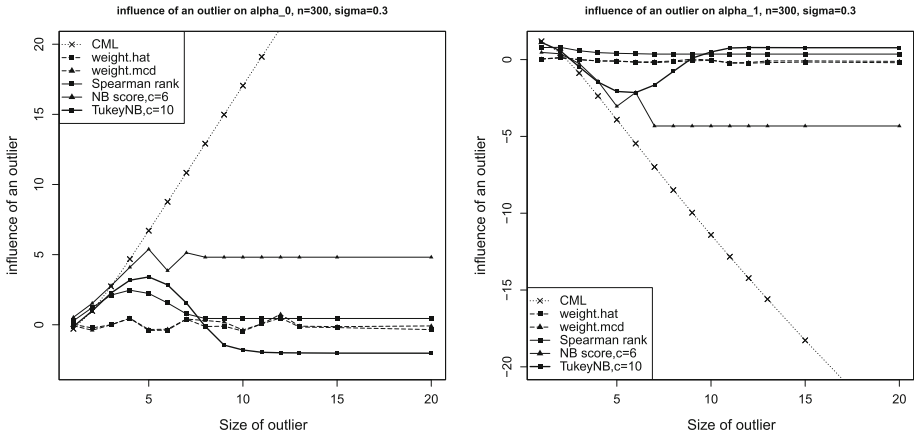 influence of an outlier on alpha_0, n=300, sigma=0.3
influence of an outlier
20
15
10
5
0
CML
weight.hat
weight.mcd
Spearman rank
NB score,c=6
TukeyNB,c=10
5
10
15
20
Size of outlier
influence of an outlier on alpha_1, n=300, sigma=0.3
influence of an outlier
0
−5
−10
−15
−20
CML
weight.hat
weight.mcd
Spearman rank
NB score,c=6
TukeyNB,c=10
5
10
15
20
Size of outlier